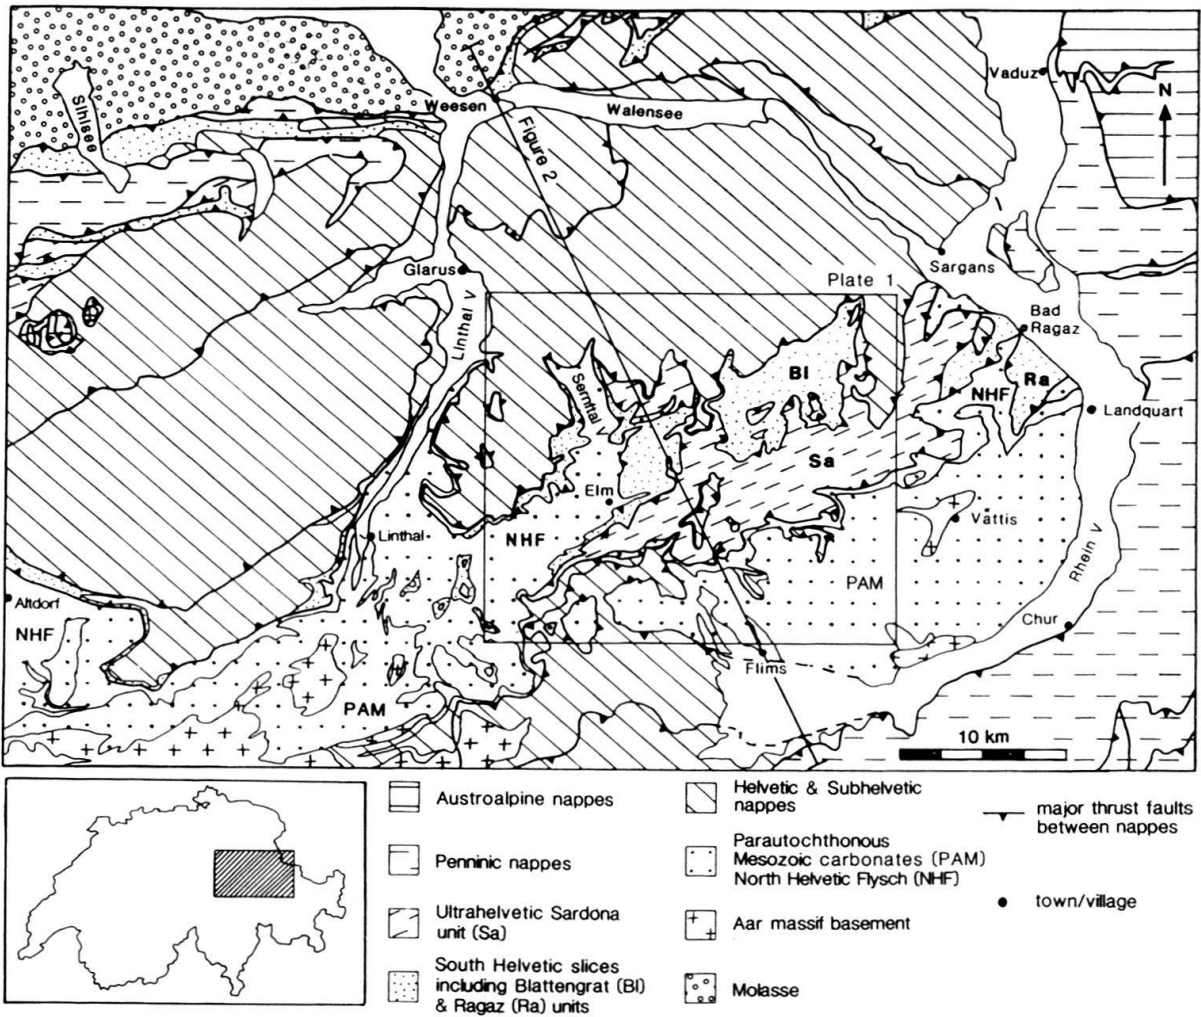 Vaduz
N
Weesen
Walensee
Sihlsee
Figure 2
Glarus
Sargans
Plate 1
Linthal V
Bad
Ragaz
Bl
Ra
NHF
Sernftal
Landquart
Sa
Elm
Vättis
Linthal
NHF
Rhein V
PAM
Altdorf
NHF
Chur
Flims
PAM
10 km
Austroalpine nappes
Penninic nappes
Ultrahelvetic Sardona
unit (Sa)
South Helvetic slices
including Blattengrat (Bl)
& Ragaz (Ra) units
Helvetic & Subhelvetic
nappes
Parautochthonous
Mesozoic carbonates (PAM)
North Helvetic Flysch (NHF)
Aar massif basement
Molasse
major thrust faults
between nappes
town/village